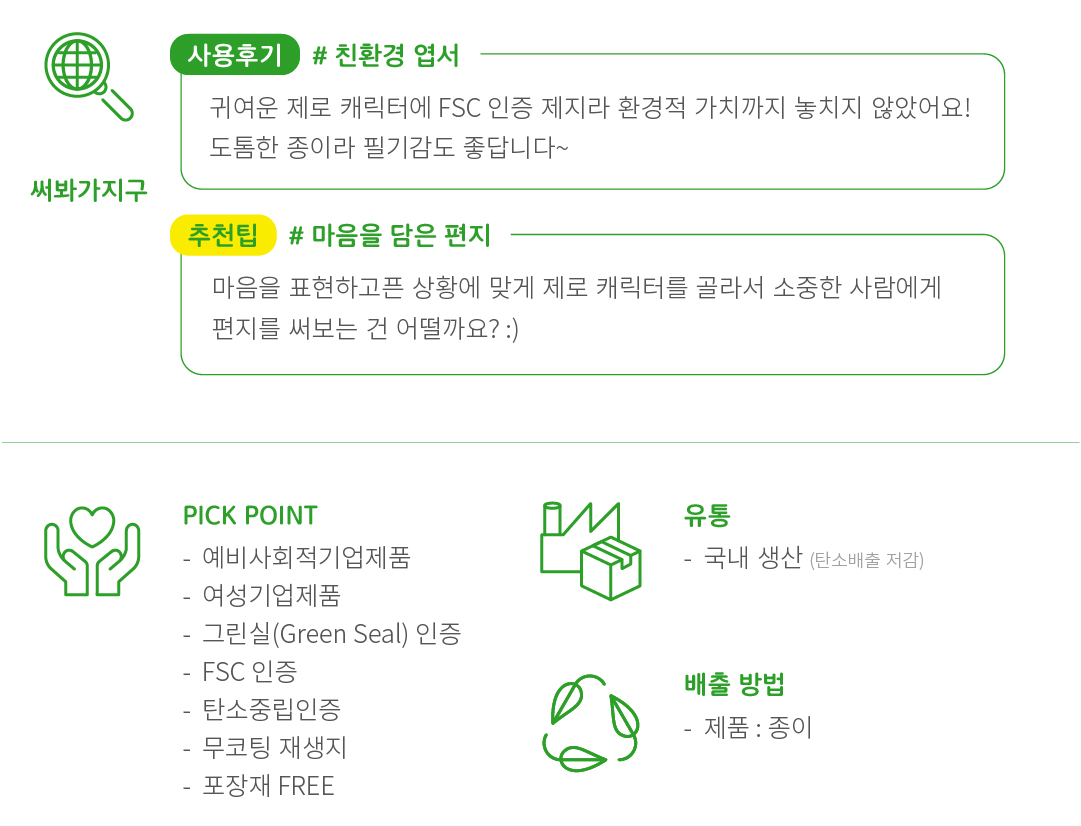 써봐가지구
사용후기 # 친환경 엽서
귀여운 제로 캐릭터에 FSC 인증 제지라 환경적 가치까지 놓치지 않았어요!
도톰한 종이라 필기감도 좋답니다~
추천팁 # 마음을 담은 편지
마음을 표현하고픈 상황에 맞게 제로 캐릭터를 골라서 소중한 사람에게
편지를 써보는 건 어떨까요? :)
PICK POINT
- 예비사회적기업제품
- 여성기업제품
- 그린실(Green Seal) 인증
- FSC 인증
- 탄소중립인증
- 무코팅 재생지
- 포장재 FREE
유통
- 국내 생산 (탄소배출 저감)
배출 방법
- 제품 : 종이